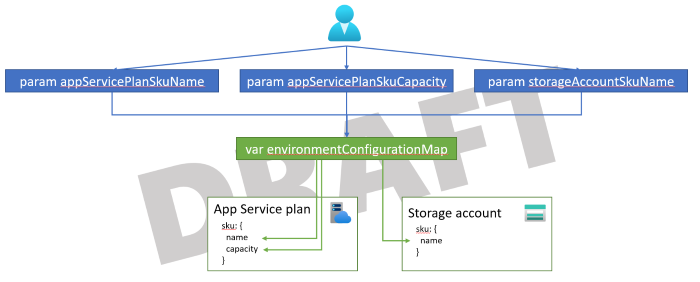 param appServicePlanSkuName
param appServicePlanSkuCapacity
param storageAccountSkuName
var environmentConfigurationMap
DRAFT
App Service plan
sku: {
name
capacity
}
Storage account
sku: {
name
}